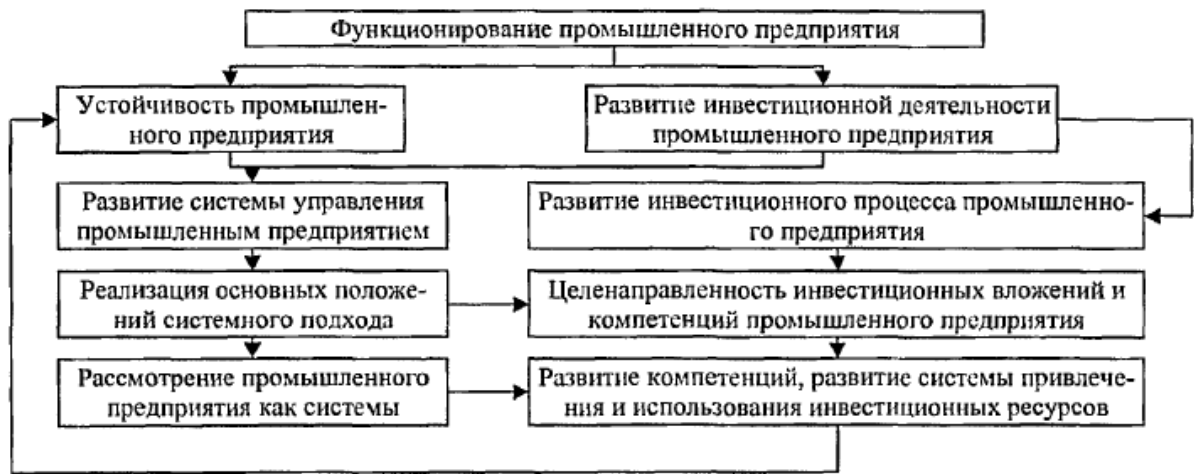 Функционирование промышленного предприятия
Устойчивость промышлен-
ного предприятия
Развитие инвестиционной деятельности
промышленного предприятия
Развитие системы управления
промышленным предприятием
Развитие инвестиционного процесса промышленно-
го предприятия
Реализация основных положе-
ний системного подхода
Целенаправленность инвестиционных вложений и
компетенций промышленного предприятия
Рассмотрение промышленного
предприятия как системы
Развитие компетенций, развитие системы привлече-
ния и использования инвестиционных ресурсов